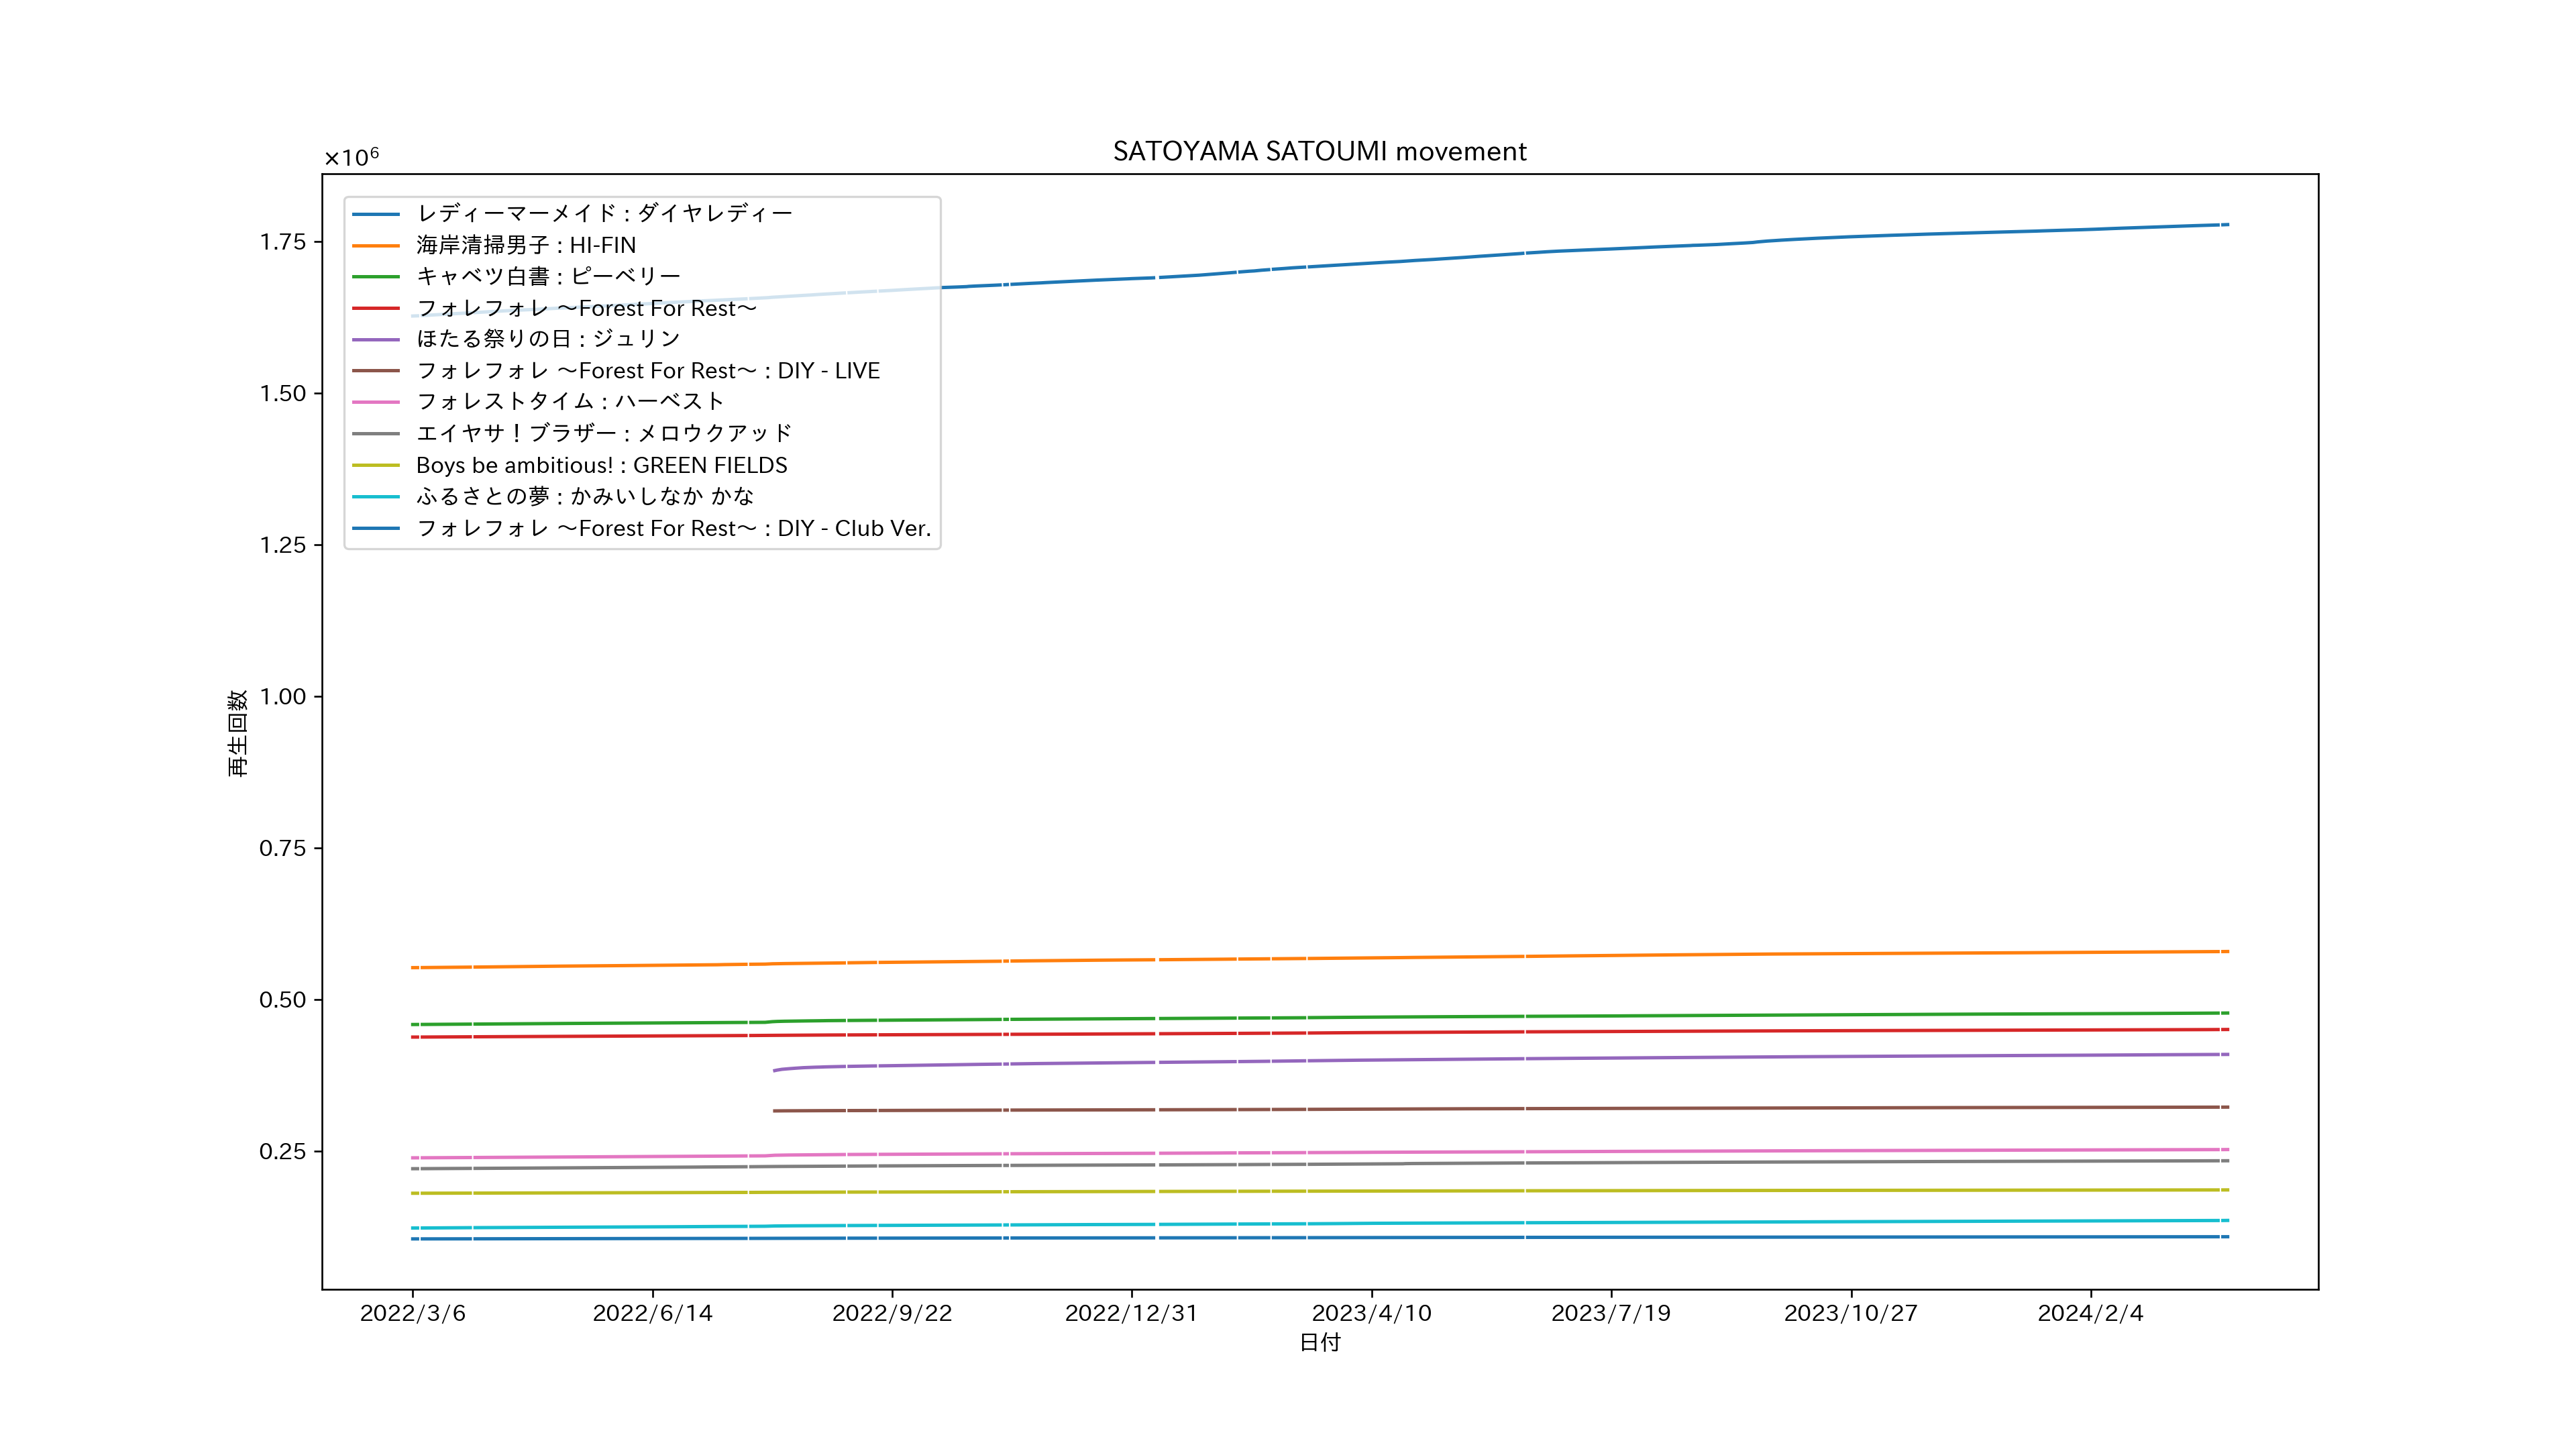 SATOYAMA SATOUMI movement
×10⁶
レディーマーメイド : ダイヤレディー
海岸清掃男子 : HI-FIN
キャベツ白書 : ピーベリー
フォレフォレ 〜Forest For Rest〜
ほたる祭りの日 : ジュリン
フォレフォレ 〜Forest For Rest〜 : DIY - LIVE
フォレストタイム : ハーベスト
エイヤサ！ブラザー : メロウクアッド
Boys be ambitious! : GREEN FIELDS
ふるさとの夢 : かみいしなか かな
フォレフォレ 〜Forest For Rest〜 : DIY - Club Ver.
1.75
1.50
1.25
1.00
0.75
0.50
0.25
再生回数
2022/3/6
2022/6/14
2022/9/22
2022/12/31
2023/4/10
2023/7/19
2023/10/27
2024/2/4
日付